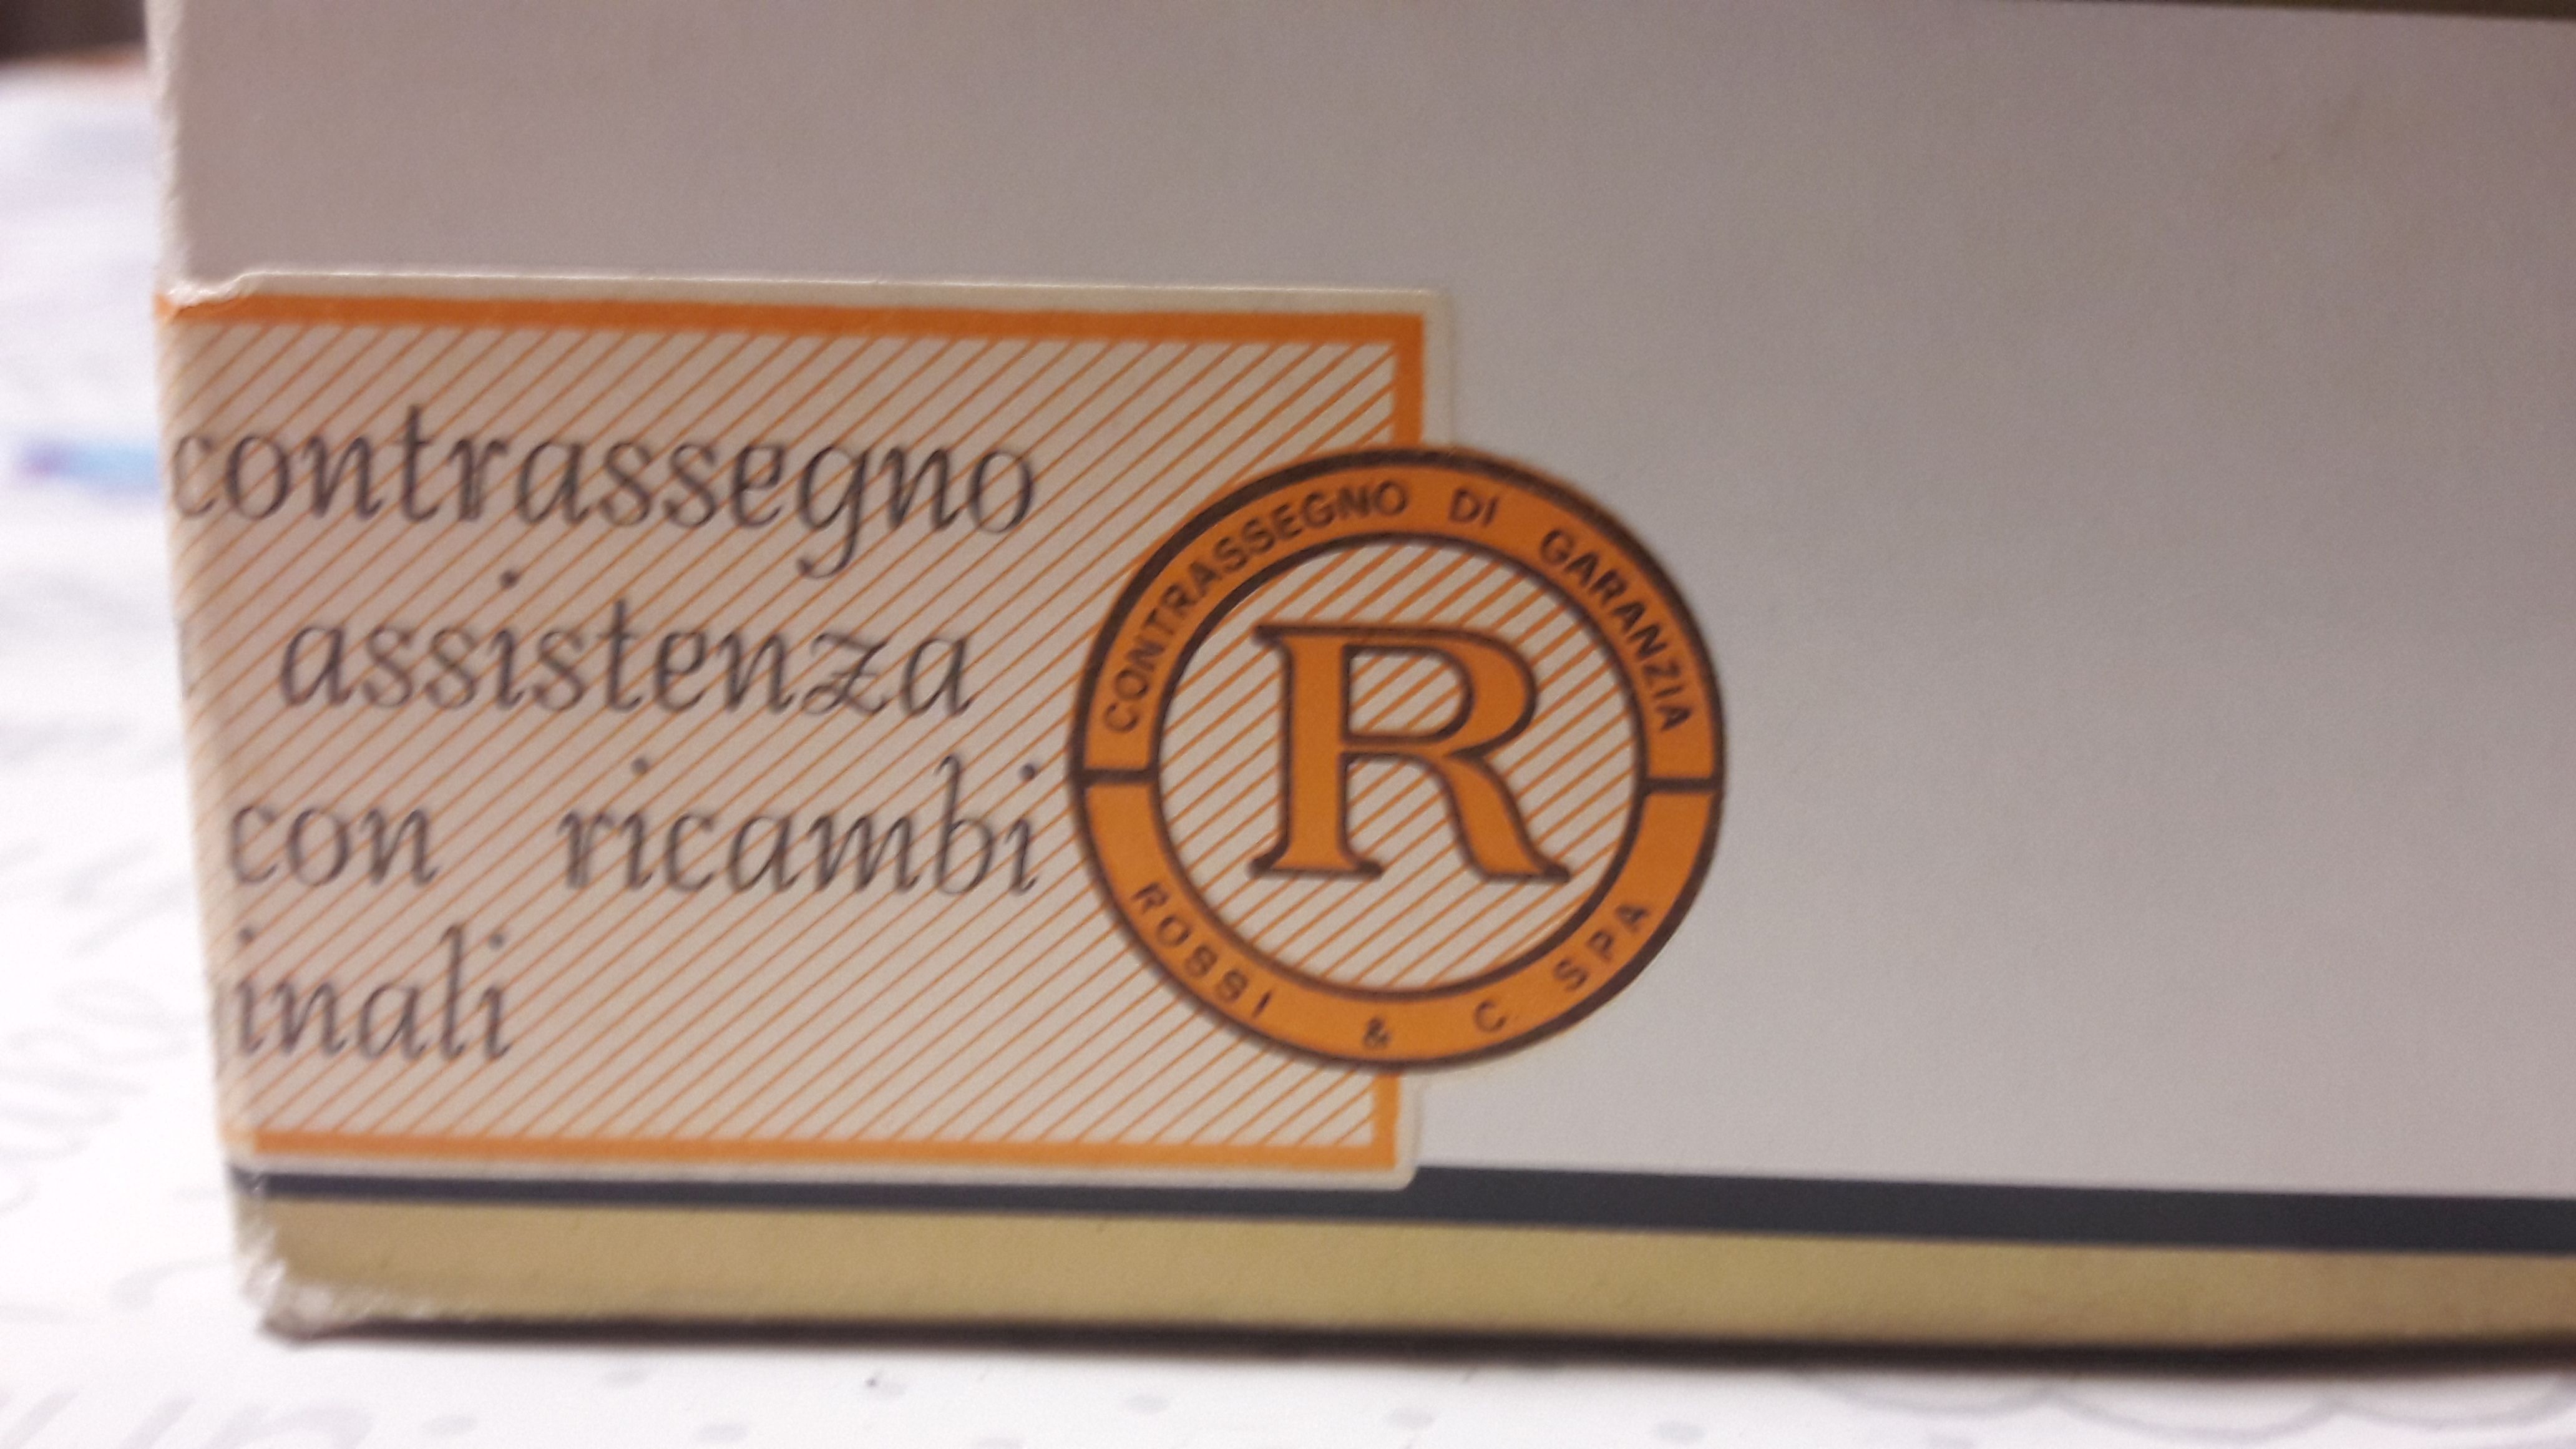 contrassegno
assistenza
con ricambi
inali
CONTRASSEGNO DI GARANZIA
R
ROSSI & C. SPA